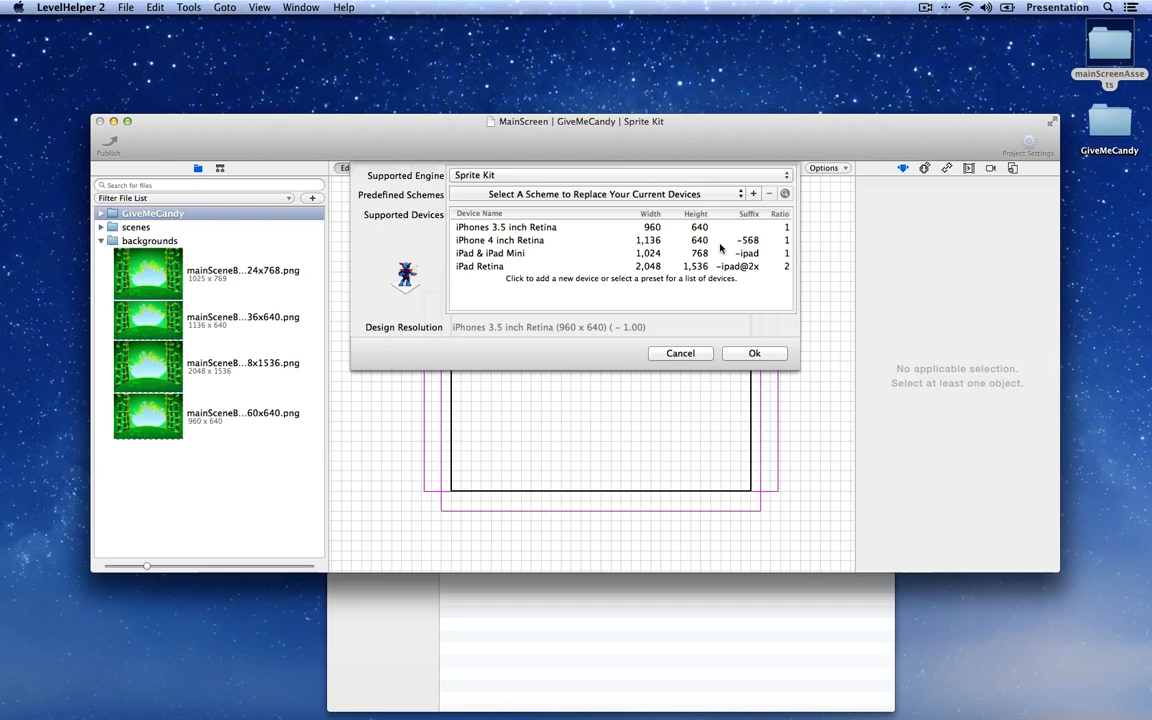 LevelHelper 2 File Edit Tools Goto View Window Help Presentation
mainScreenAsse
ts
GiveMeCandy
MainScreen | GiveMeCandy | Sprite Kit
Publish
Project Settings
Search for files
Filter File List
+
GiveMeCandy
scenes
backgrounds
mainSceneB...24x768.png
1025 x 769
mainSceneB...36x640.png
1136 x 640
mainSceneB...8x1536.png
2048 x 1536
mainSceneB...60x640.png
960 x 640
Ed
Options
Supported Engine Sprite Kit
Predefined Schemes Select A Scheme to Replace Your Current Devices + −
Supported Devices
Device Name Width Height Suffix Ratio
iPhones 3.5 inch Retina 960 640 1
iPhone 4 inch Retina 1,136 640 -568 1
iPad & iPad Mini 1,024 768 -ipad 1
iPad Retina 2,048 1,536 -ipad@2x 2
Click to add a new device or select a preset for a list of devices.
Design Resolution iPhones 3.5 inch Retina (960 x 640) ( - 1.00)
Cancel Ok
No applicable selection.
Select at least one object.